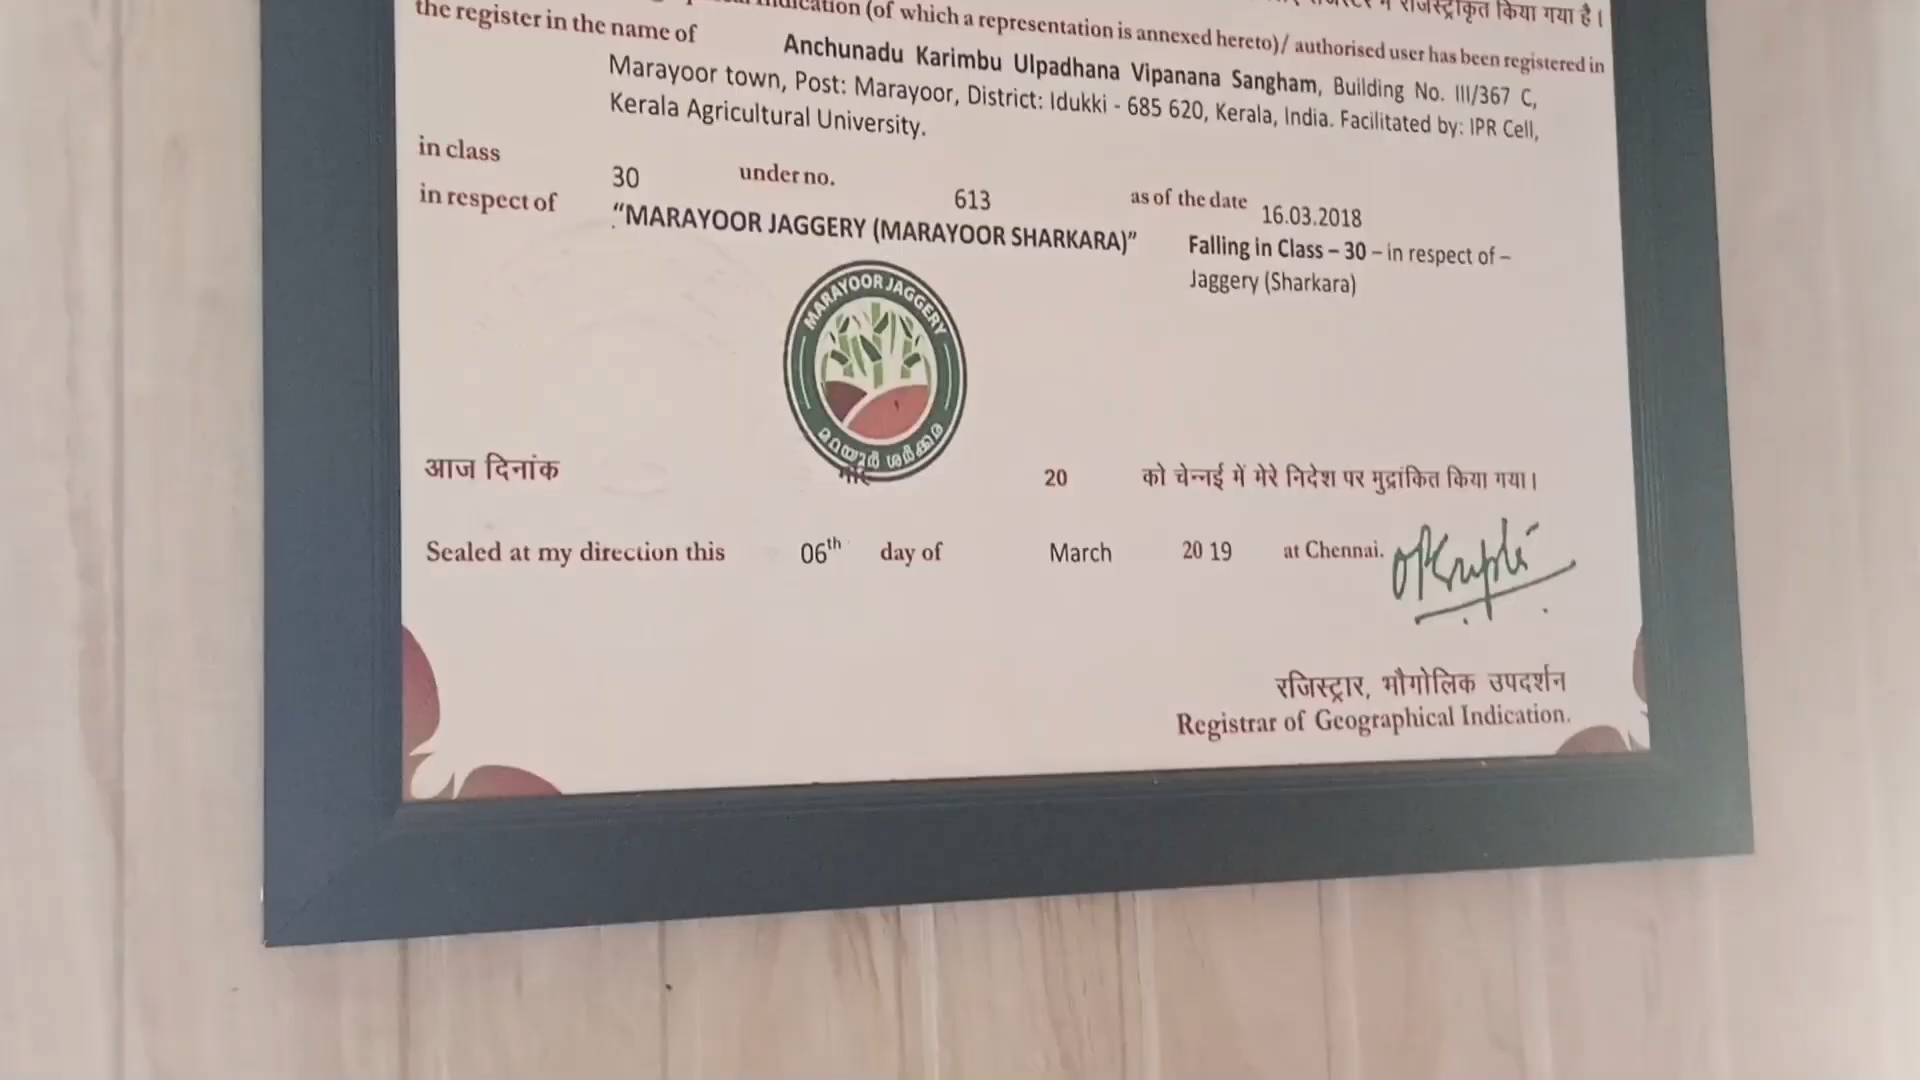 रजिस्ट्रीकृत किया गया है।
(of which a representation is annexed hereto)/ authorised user has been registered in
the register in the name of
Anchunadu Karimbu Ulpadhana Vipanana Sangham, Building No. III/367 C,
Marayoor town, Post: Marayoor, District: Idukki - 685 620, Kerala, India. Facilitated by: IPR Cell,
Kerala Agricultural University.
in class 30 under no. 613 as of the date 16.03.2018
in respect of "MARAYOOR JAGGERY (MARAYOOR SHARKARA)" Falling in Class – 30 – in respect of –
Jaggery (Sharkara)
MARAYOOR JAGGERY
മറയൂർ ശർക്കര
आज दिनांक 20 को चेन्नई में मेरे निदेश पर मुद्रांकित किया गया।
Sealed at my direction this 06th day of March 20 19 at Chennai.
रजिस्ट्रार, भौगोलिक उपदर्शन
Registrar of Geographical Indication.